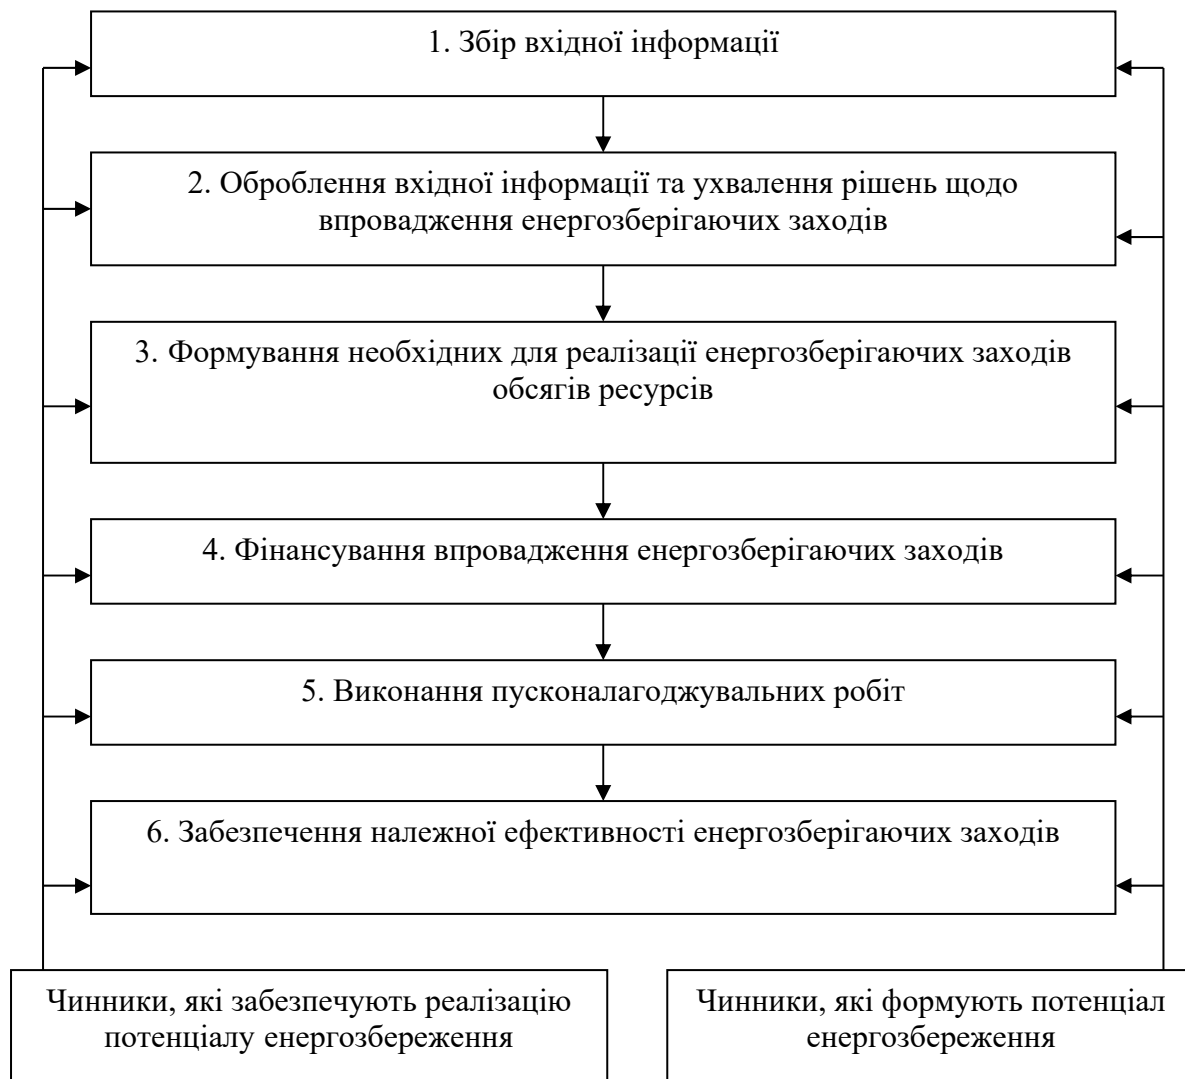 1. Збір вхідної інформації
2. Оброблення вхідної інформації та ухвалення рішень щодо
впровадження енергозберігаючих заходів
3. Формування необхідних для реалізації енергозберігаючих заходів
обсягів ресурсів
4. Фінансування впровадження енергозберігаючих заходів
5. Виконання пусконалагоджувальних робіт
6. Забезпечення належної ефективності енергозберігаючих заходів
Чинники, які забезпечують реалізацію
потенціалу енергозбереження
Чинники, які формують потенціал
енергозбереження